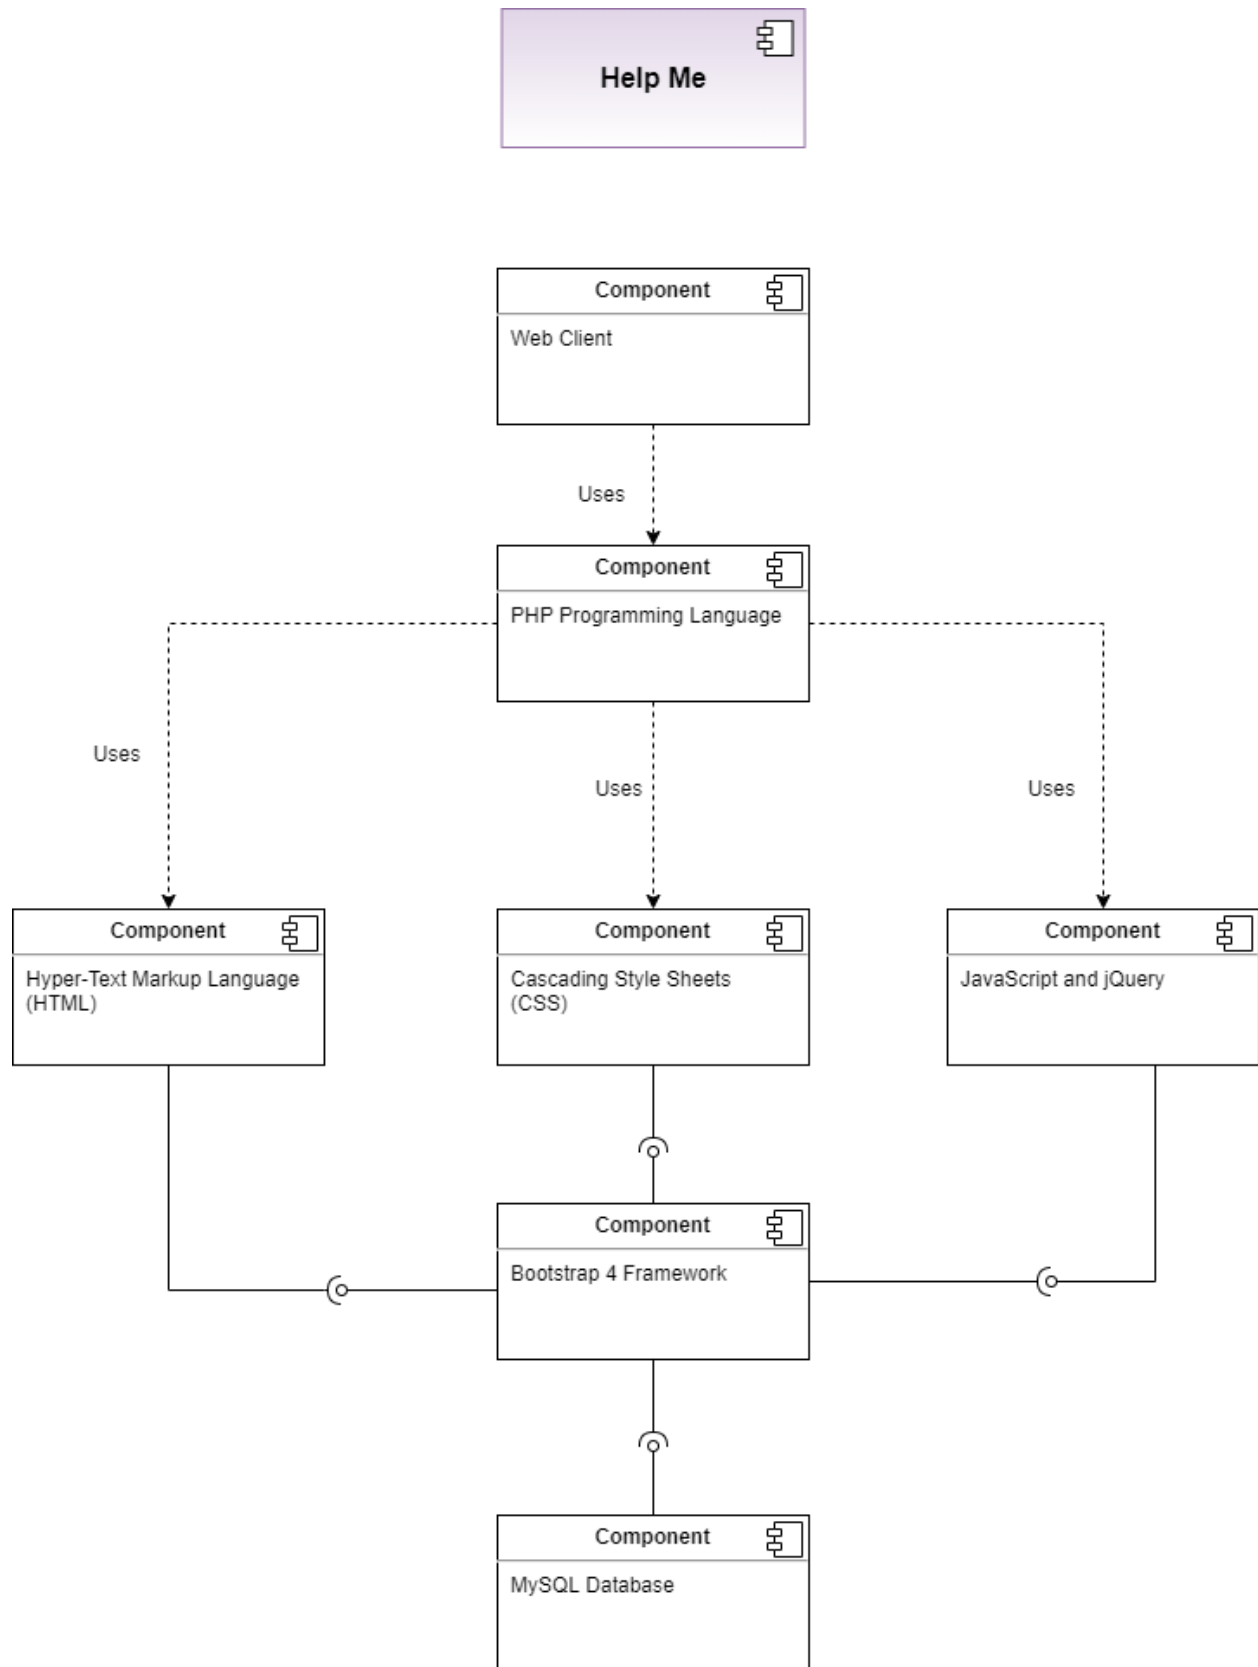 Help Me
Component
Web Client
Uses
Component
PHP Programming Language
Uses
Uses
Uses
Component
Hyper-Text Markup Language
(HTML)
Component
Cascading Style Sheets
(CSS)
Component
JavaScript and jQuery
Component
Bootstrap 4 Framework
Component
MySQL Database